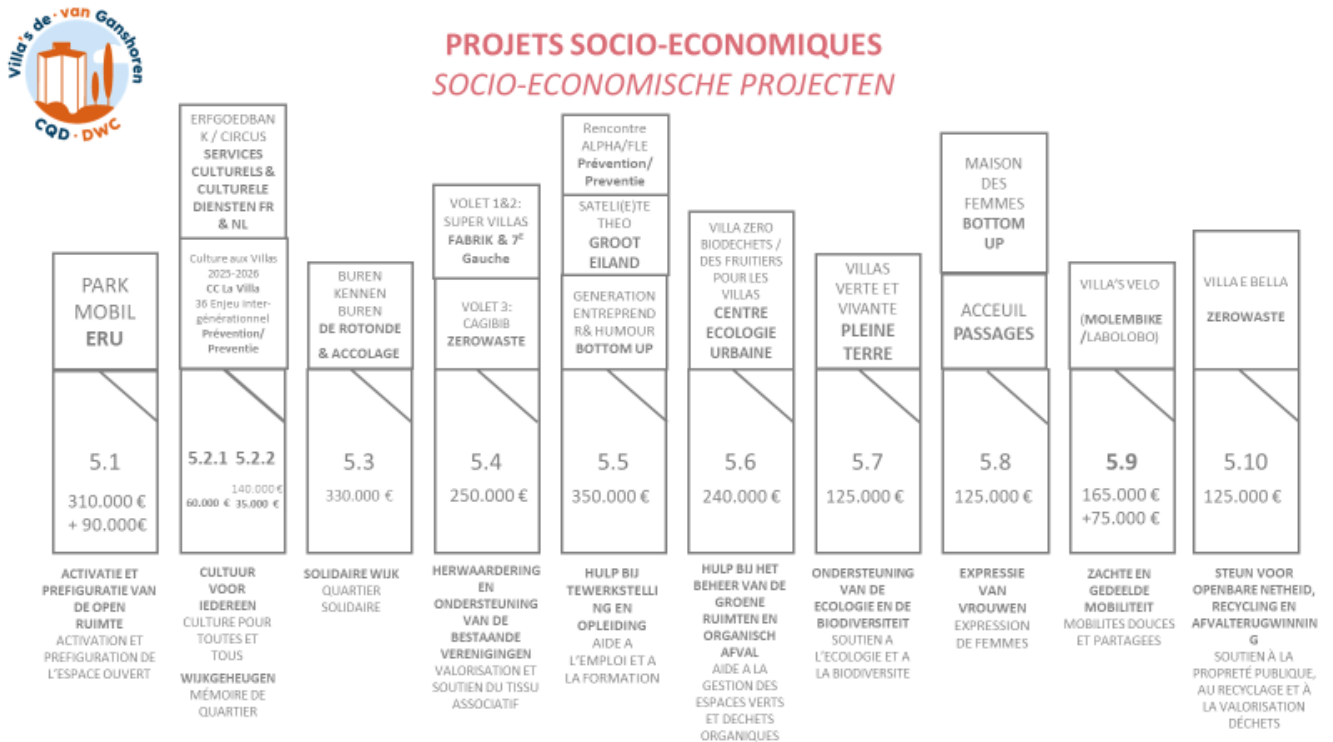 Villa's de · van Ganshoren
CQD · DWC
PROJETS SOCIO-ECONOMIQUES
SOCIO-ECONOMISCHE PROJECTEN
PARK
MOBIL
ERU
5.1
310.000 €
+ 90.000€
ACTIVATIE ET
PREFIGURATIE VAN
DE OPEN
RUIMTE
ACTIVATION ET
PREFIGURATION DE
L'ESPACE OUVERT
ERFGOEDBAN
K / CIRCUS
SERVICES
CULTURELS &
CULTURELE
DIENSTEN FR
& NL
Culture aux Villas
2025-2026
CC La Villa
36 Enjeu inter-
générationnel
Prévention/
Preventie
5.2.1 5.2.2
140.000 €
60.000 € 35.000 €
CULTUUR
VOOR
IEDEREEN
CULTURE POUR
TOUTES ET
TOUS
WIJKGEHEUGEN
MÉMOIRE DE
QUARTIER
BUREN
KENNEN
BUREN
DE ROTONDE
& ACCOLAGE
5.3
330.000 €
SOLIDAIRE WIJK
QUARTIER
SOLIDAIRE
VOLET 1&2:
SUPER VILLAS
FABRIK & 7E
Gauche
VOLET 3:
CAGIBIB
ZEROWASTE
5.4
250.000 €
HERWAARDERING
EN
ONDERSTEUNING
VAN DE
BESTAANDE
VERENIGINGEN
VALORISATION ET
SOUTIEN DU TISSU
ASSOCIATIF
Rencontre
ALPHA/FLE
Prévention/
Preventie
SATELI(E)TE
THEO
GROOT
EILAND
GENERATION
ENTREPREND
R& HUMOUR
BOTTOM UP
5.5
350.000 €
HULP BIJ
TEWERKSTELLI
NG EN
OPLEIDING
AIDE A
L'EMPLOI ET A
LA FORMATION
VILLA ZERO
BIODECHETS /
DES FRUITIERS
POUR LES
VILLAS
CENTRE
ECOLOGIE
URBAINE
5.6
240.000 €
HULP BIJ HET
BEHEER VAN DE
GROENE
RUIMTEN EN
ORGANISCH
AFVAL
AIDE A LA
GESTION DES
ESPACES VERTS
ET DECHETS
ORGANIQUES
VILLAS
VERTE ET
VIVANTE
PLEINE
TERRE
5.7
125.000 €
ONDERSTEUNING
VAN DE
ECOLOGIE EN DE
BIODIVERSITEIT
SOUTIEN A
L'ECOLOGIE ET A
LA BIODIVERSITE
MAISON
DES
FEMMES
BOTTOM
UP
ACCEUIL
PASSAGES
5.8
125.000 €
EXPRESSIE
VAN
VROUWEN
EXPRESSION
DE FEMMES
VILLA'S VELO
(MOLEMBIKE
/LABOLOBO)
5.9
165.000 €
+75.000 €
ZACHTE EN
GEDEELDE
MOBILITEIT
MOBILITES DOUCES
ET PARTAGEES
VILLA E BELLA
ZEROWASTE
5.10
125.000 €
STEUN VOOR
OPENBARE NETHEID,
RECYCLING EN
AFVALTERUGWINNIN
G
SOUTIEN À LA
PROPRETÉ PUBLIQUE,
AU RECYCLAGE ET À
LA VALORISATION
DÉCHETS